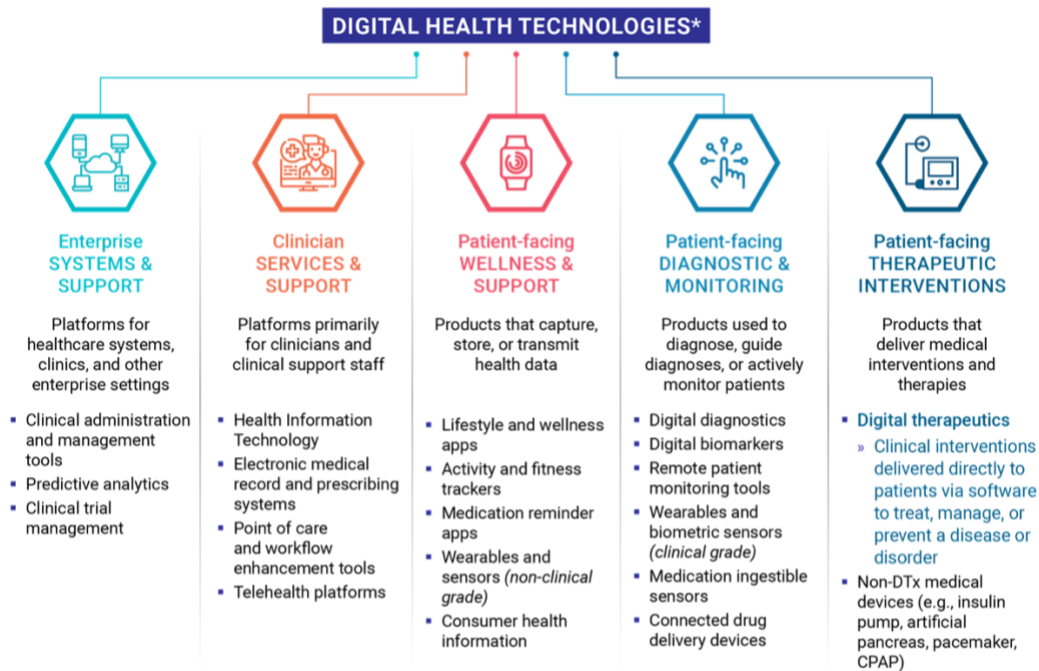 DIGITAL HEALTH TECHNOLOGIES*
Enterprise
SYSTEMS &
SUPPORT
Platforms for
healthcare systems,
clinics, and other
enterprise settings
▪ Clinical administration
and management
tools
▪ Predictive analytics
▪ Clinical trial
management
Clinician
SERVICES &
SUPPORT
Platforms primarily
for clinicians and
clinical support staff
▪ Health Information
Technology
▪ Electronic medical
record and prescribing
systems
▪ Point of care
and workflow
enhancement tools
▪ Telehealth platforms
Patient-facing
WELLNESS &
SUPPORT
Products that capture,
store, or transmit
health data
▪ Lifestyle and wellness
apps
▪ Activity and fitness
trackers
▪ Medication reminder
apps
▪ Wearables and
sensors (non-clinical
grade)
▪ Consumer health
information
Patient-facing
DIAGNOSTIC &
MONITORING
Products used to
diagnose, guide
diagnoses, or actively
monitor patients
▪ Digital diagnostics
▪ Digital biomarkers
▪ Remote patient
monitoring tools
▪ Wearables and
biometric sensors
(clinical grade)
▪ Medication ingestible
sensors
▪ Connected drug
delivery devices
Patient-facing
THERAPEUTIC
INTERVENTIONS
Products that
deliver medical
interventions and
therapies
▪ Digital therapeutics
» Clinical interventions
delivered directly to
patients via software
to treat, manage, or
prevent a disease or
disorder
▪ Non-DTx medical
devices (e.g., insulin
pump, artificial
pancreas, pacemaker,
CPAP)